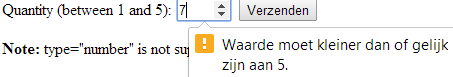 Quantity (between 1 and 5): 7 Verzenden
Waarde moet kleiner dan of gelijk
zijn aan 5.
Note: type="number" is not